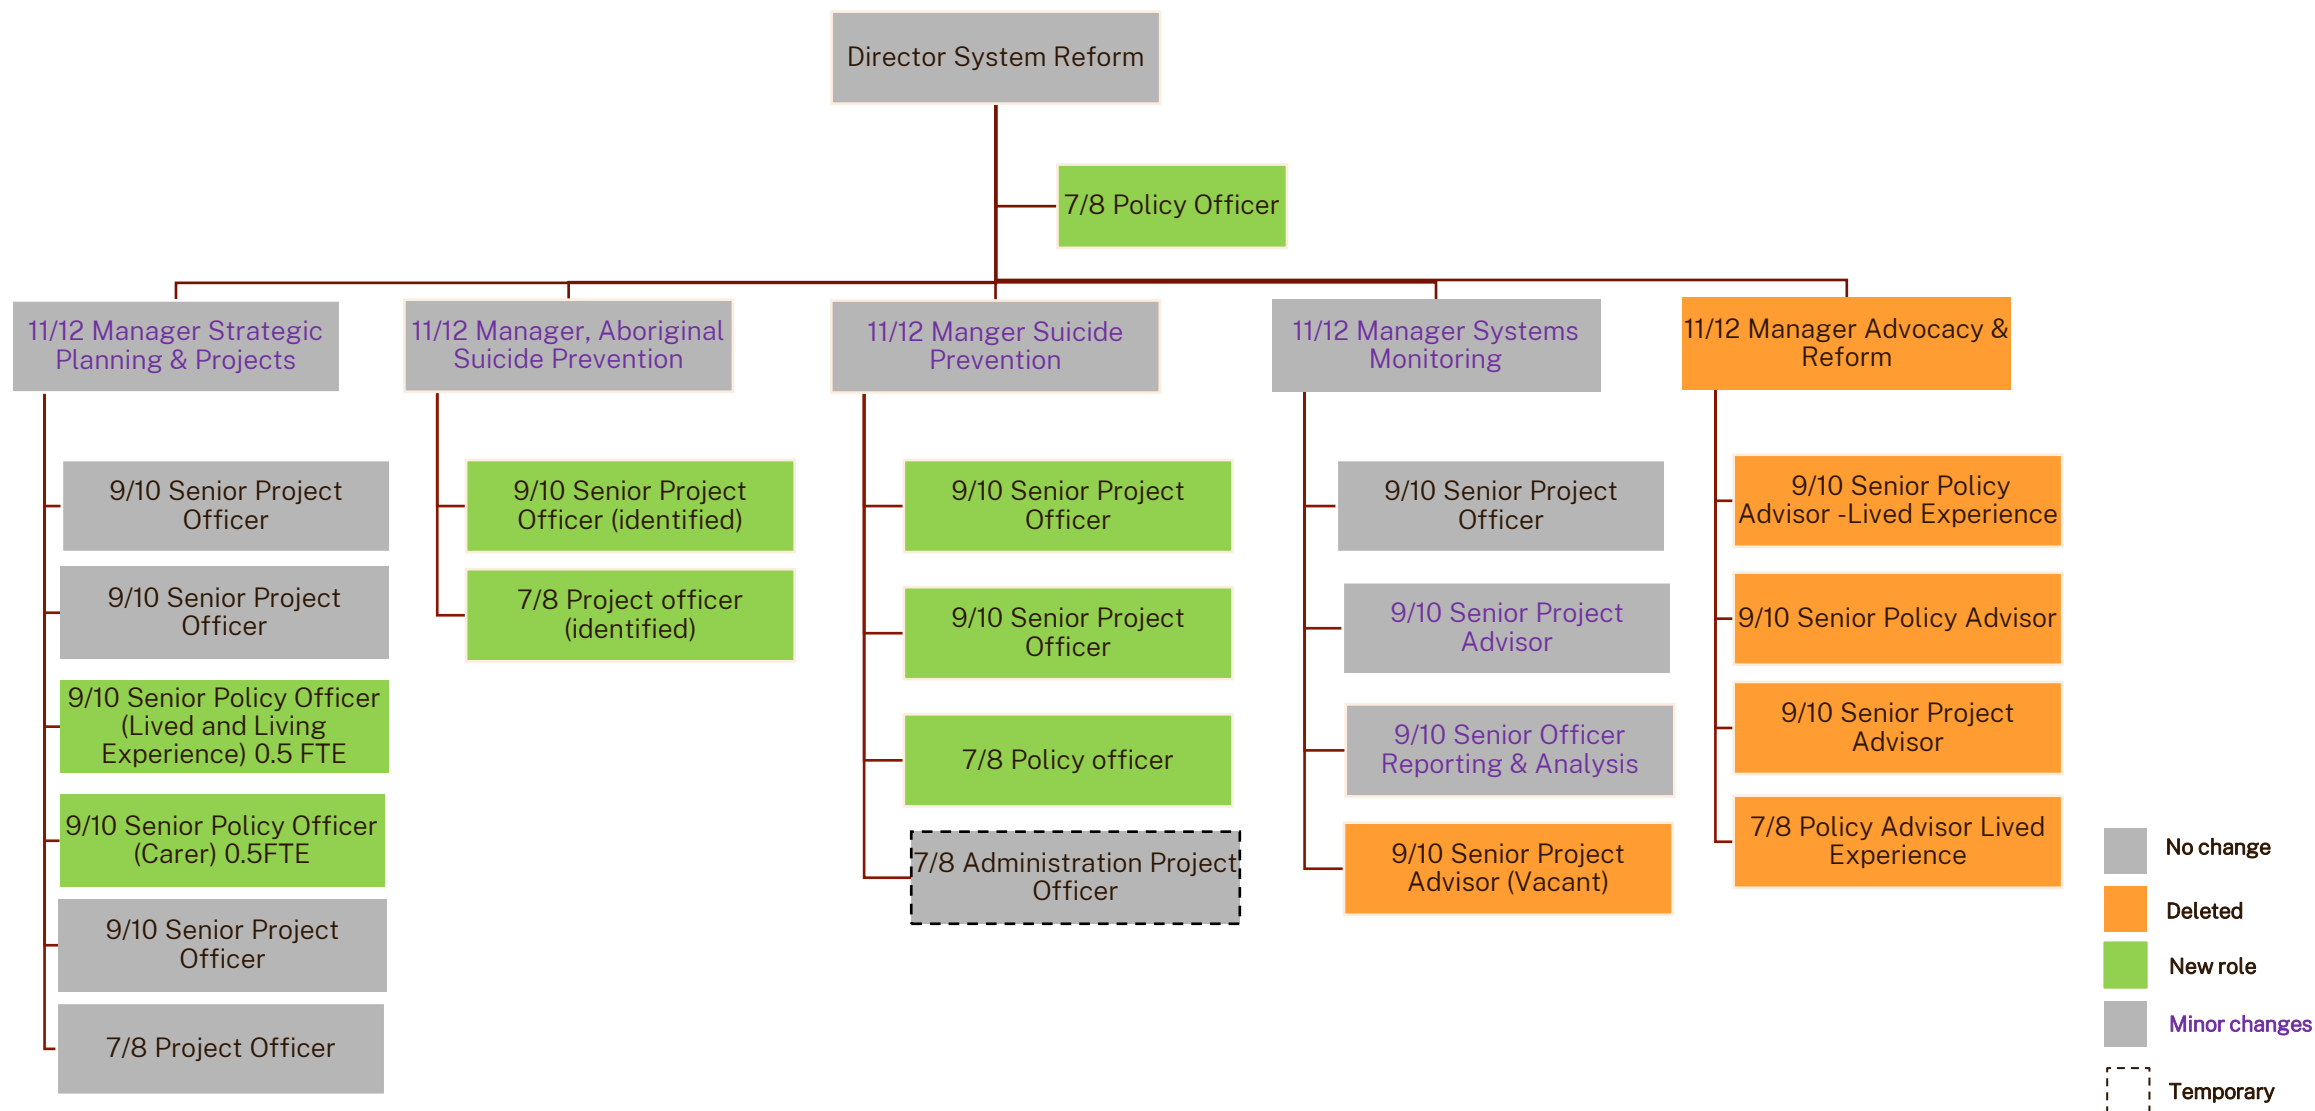 Director System Reform
7/8 Policy Officer
11/12 Manager Strategic
Planning & Projects
9/10 Senior Project
Officer
9/10 Senior Project
Officer
9/10 Senior Policy Officer
(Lived and Living
Experience) 0.5 FTE
9/10 Senior Policy Officer
(Carer) 0.5FTE
9/10 Senior Project
Officer
7/8 Project Officer
11/12 Manager, Aboriginal
Suicide Prevention
9/10 Senior Project
Officer (identified)
7/8 Project officer
(identified)
11/12 Manger Suicide
Prevention
9/10 Senior Project
Officer
9/10 Senior Project
Officer
7/8 Policy officer
7/8 Administration Project
Officer
11/12 Manager Systems
Monitoring
9/10 Senior Project
Officer
9/10 Senior Project
Advisor
9/10 Senior Officer
Reporting & Analysis
9/10 Senior Project
Advisor (Vacant)
11/12 Manager Advocacy &
Reform
9/10 Senior Policy
Advisor -Lived Experience
9/10 Senior Policy Advisor
9/10 Senior Project
Advisor
7/8 Policy Advisor Lived
Experience
No change
Deleted
New role
Minor changes
Temporary